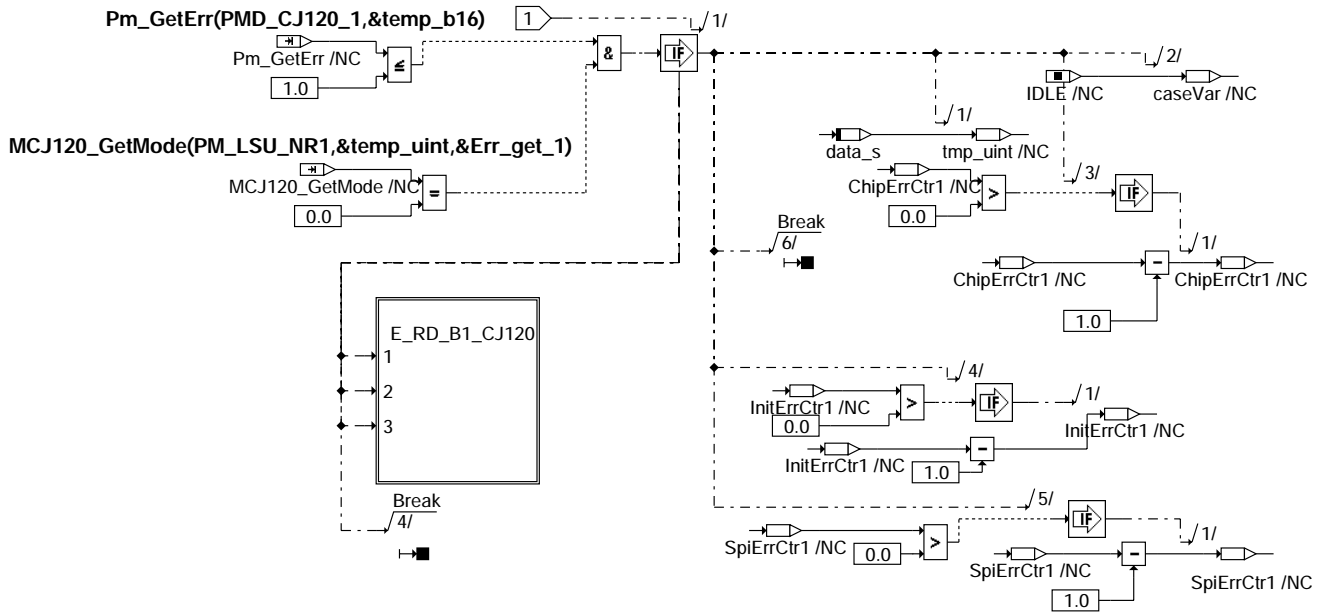 Pm_GetErr(PMD_CJ120_1,&temp_b16)
1
/1/
Pm_GetErr /NC
≤
1.0
&
IF
/2/
IDLE /NC
caseVar /NC
MCJ120_GetMode(PM_LSU_NR1,&temp_uint,&Err_get_1)
/1/
data_s
tmp_uint /NC
MCJ120_GetMode /NC
=
0.0
ChipErrCtr1 /NC
>
0.0
/3/
IF
Break
6/
/1/
ChipErrCtr1 /NC
-
ChipErrCtr1 /NC
1.0
E_RD_B1_CJ120
1
2
3
/4/
InitErrCtr1 /NC
>
0.0
IF
/1/
InitErrCtr1 /NC
InitErrCtr1 /NC
-
1.0
Break
4/
/5/
SpiErrCtr1 /NC
>
0.0
IF
/1/
SpiErrCtr1 /NC
-
SpiErrCtr1 /NC
1.0